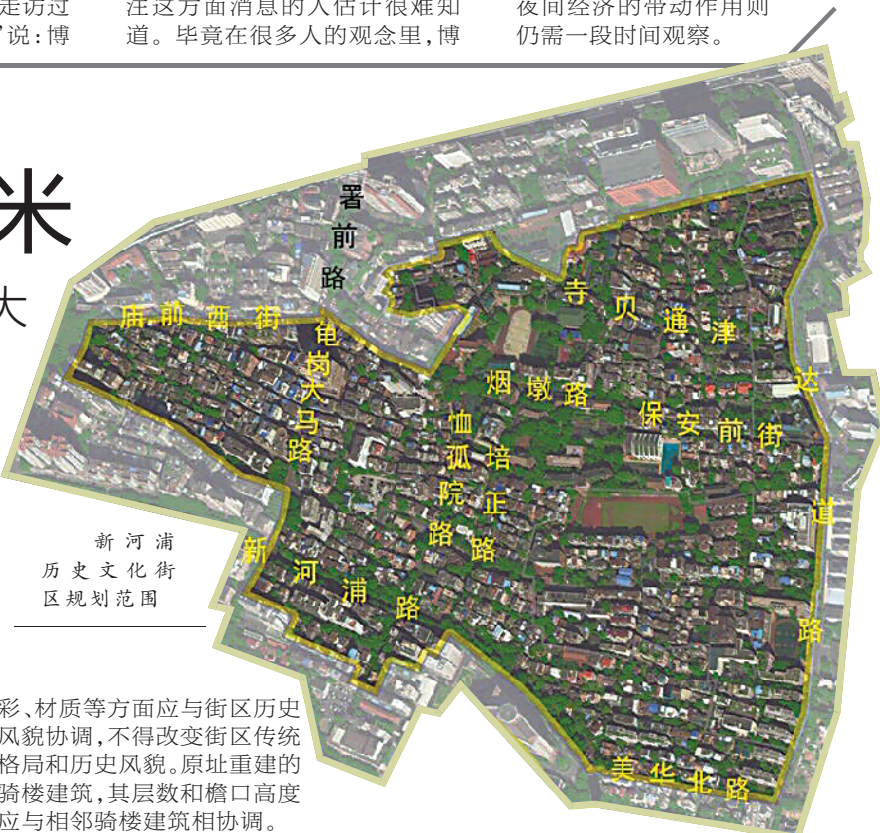 走访过
”说:博
注这方面消息的人估计很难知
道。毕竟在很多人的观念里,博
夜间经济的带动作用则
仍需一段时间观察。
米
大
署前路
庙前西街
龟岗大马路
寺贝通津
烟墩路
保安前街
恤孤院路
培正路
达道路
新河浦路
美华北路
新河浦
历史文化街
区规划范围
彩、材质等方面应与街区历史
风貌协调,不得改变街区传统
格局和历史风貌。原址重建的
骑楼建筑,其层数和檐口高度
应与相邻骑楼建筑相协调。